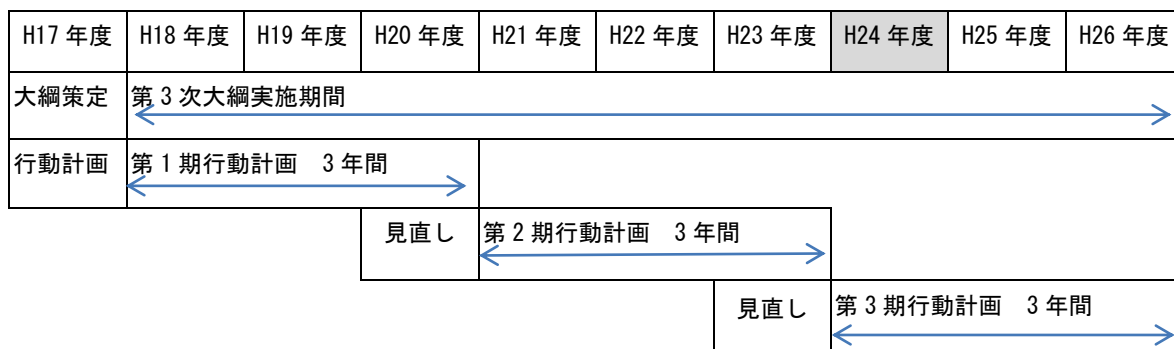 H17 年度 H18 年度 H19 年度 H20 年度 H21 年度 H22 年度 H23 年度 H24 年度 H25 年度 H26 年度
大綱策定 第 3 次大綱実施期間
行動計画 第 1 期行動計画 3 年間
見直し 第 2 期行動計画 3 年間
見直し 第 3 期行動計画 3 年間